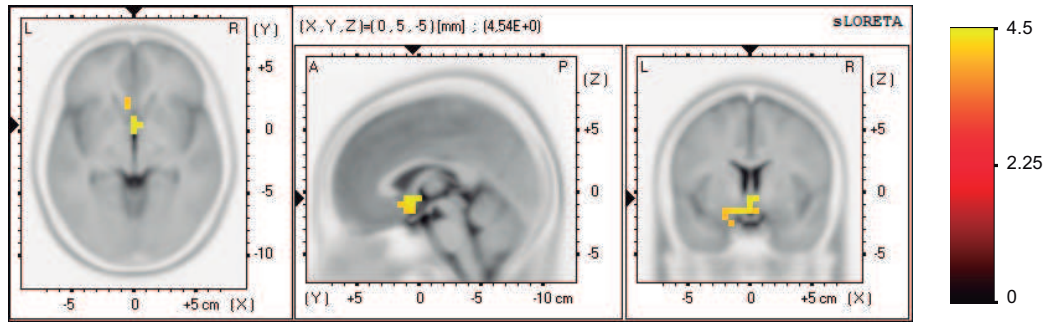 L R (Y)
+5
0
-5
-10
-5 0 +5 cm (X)
(X, Y, Z)=( 0 , 5 , -5 ) [mm] ; (4,54E+0)
sLORETA
A P (Z)
+5
0
-5
(Y) +5 0 -5 -10 cm
L R (Z)
+5
0
-5
-5 0 +5 cm (X)
4.5
2.25
0